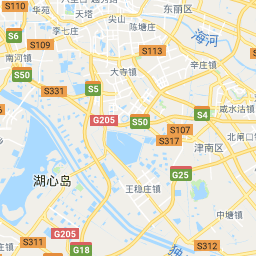 S110
华苑
天塔
尖山
东丽区
S6
S109
李七庄
陈塘庄
海河
南河镇
S113
大寺镇
辛庄镇
S50
S331
S5
S4
咸水沽镇
G205
S50
S107
北闸口镇
S317
津南区
湖心岛
G25
王稳庄镇
中塘镇
G205
S311
G18
独
S312